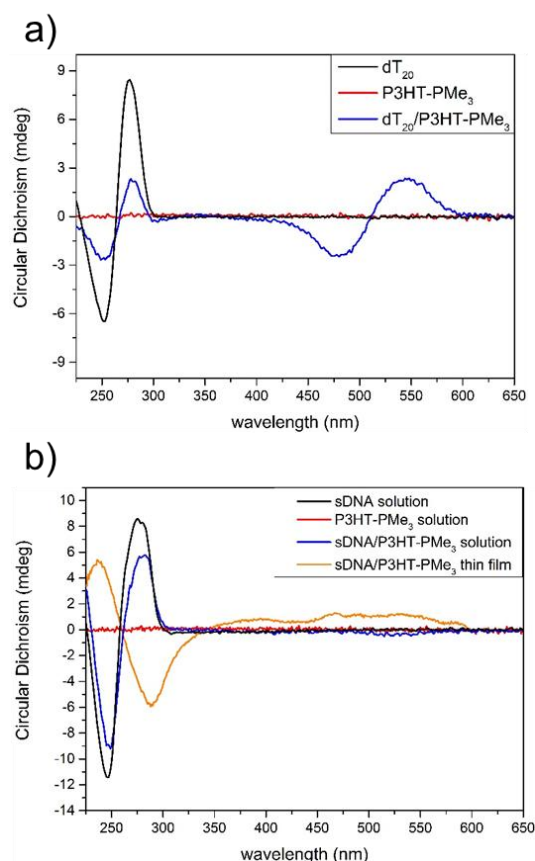 a)
dT₂₀
P3HT-PMe₃
dT₂₀/P3HT-PMe₃
Circular Dichroism (mdeg)
9
6
3
0
-3
-6
-9
250 300 350 400 450 500 550 600 650
wavelength (nm)
b)
sDNA solution
P3HT-PMe₃ solution
sDNA/P3HT-PMe₃ solution
sDNA/P3HT-PMe₃ thin film
Circular Dichroism (mdeg)
10
8
6
4
2
0
-2
-4
-6
-8
-10
-12
-14
250 300 350 400 450 500 550 600 650
wavelength (nm)